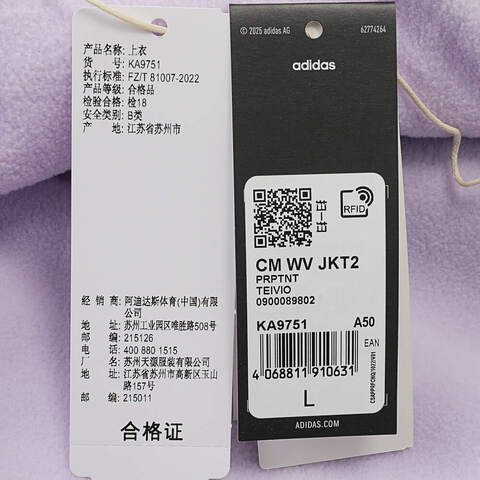 产品名称: 上衣
货 号: KA9751
执行标准: FZ/T 81007-2022
产品等级: 合格品
检验合格: 检18
安全类别: B类
产 地: 江苏省苏州市
经 销 商: 阿迪达斯体育(中国)有限
公司
地址: 苏州工业园区唯胜路508号
邮编: 215126
电话: 400 880 1515
厂名: 苏州天源服装有限公司
地址: 江苏省苏州市高新区玉山
路157号
邮编: 215011
合格证
© 2025 adidas AG
62774264
adidas
RFID
CM WV JKT2
PRPTNT
TEIVIO
0900089802
KA9751 A50
EAN
4 068811 910631
L
ADIDAS.COM